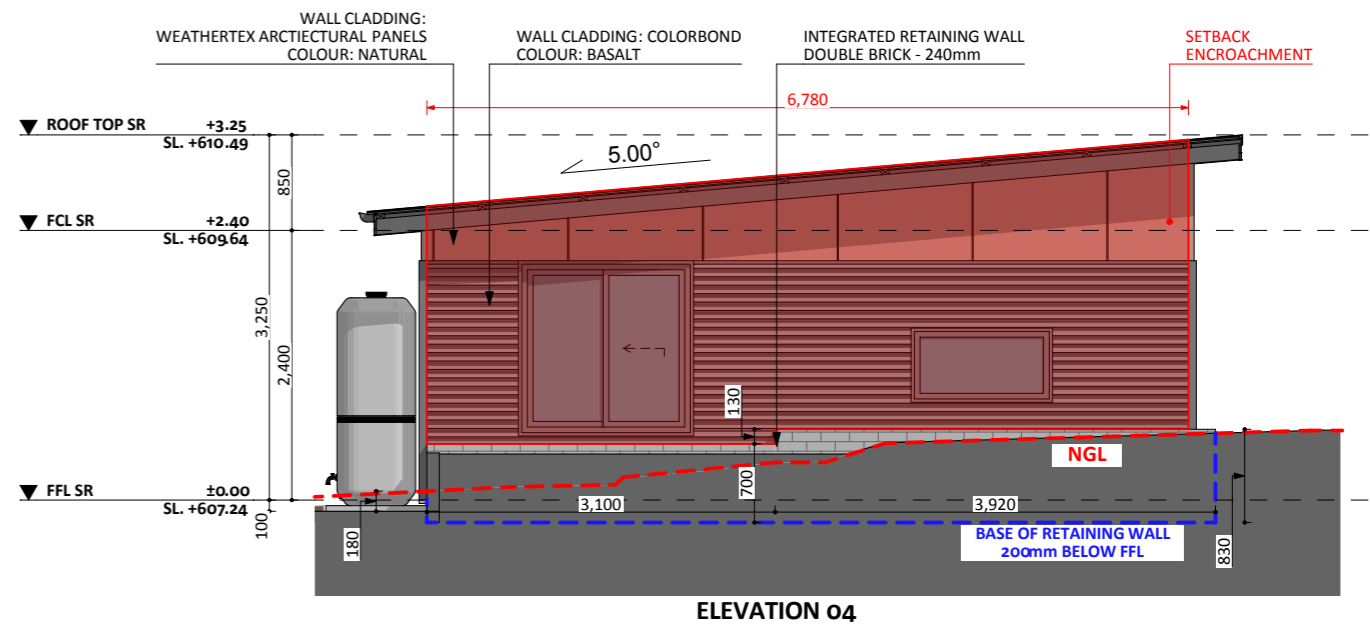 WALL CLADDING:
WEATHERTEX ARCTIECTURAL PANELS
COLOUR: NATURAL
WALL CLADDING: COLORBOND
COLOUR: BASALT
INTEGRATED RETAINING WALL
DOUBLE BRICK - 240mm
SETBACK
ENCROACHMENT
6,780
ROOF TOP SR +3.25
SL. +610.49
5.00°
850
FCL SR +2.40
SL. +609.64
3,250
2,400
130
NGL
700
FFL SR ±0.00
SL. +607.24
100
180
3,100
3,920
BASE OF RETAINING WALL
200mm BELOW FFL
830
ELEVATION 04